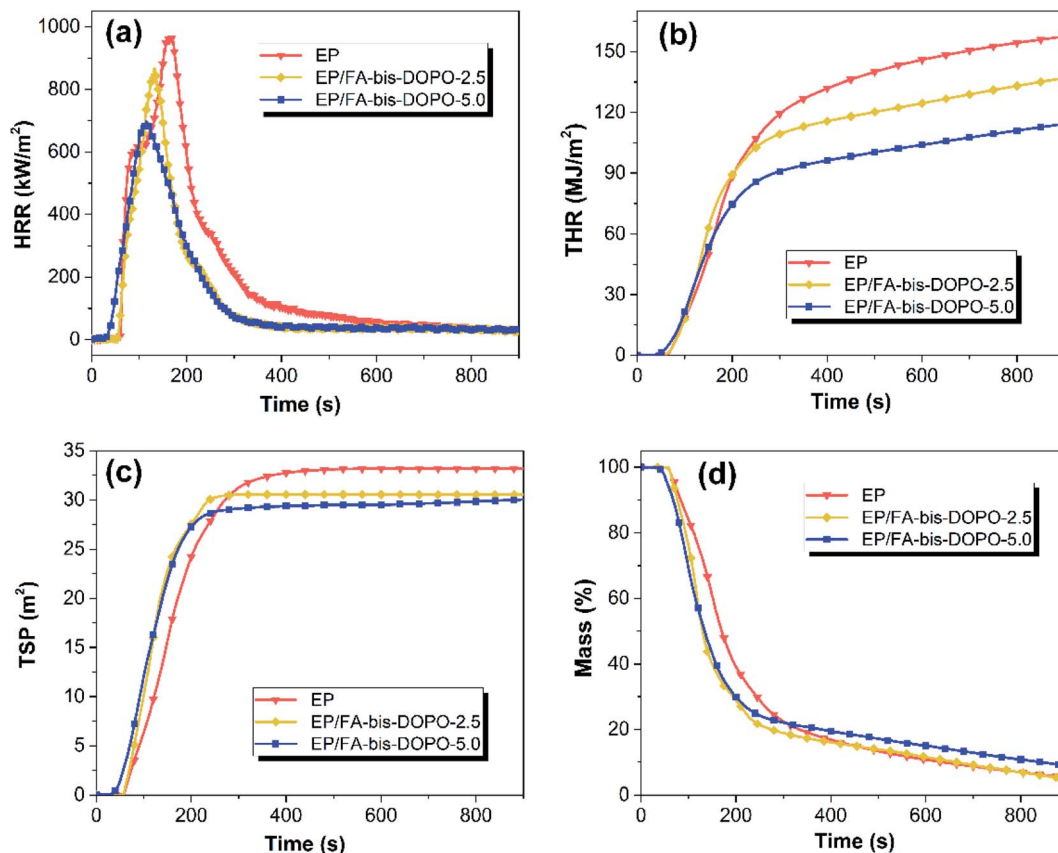 (a)
HRR (kW/m²)
1000
800
600
400
200
0
EP
EP/FA-bis-DOPO-2.5
EP/FA-bis-DOPO-5.0
0 200 400 600 800
Time (s)
(b)
THR (MJ/m²)
150
120
90
60
30
0
EP
EP/FA-bis-DOPO-2.5
EP/FA-bis-DOPO-5.0
0 200 400 600 800
Time (s)
(c)
TSP (m²)
35
30
25
20
15
10
5
0
EP
EP/FA-bis-DOPO-2.5
EP/FA-bis-DOPO-5.0
0 200 400 600 800
Time (s)
(d)
Mass (%)
100
80
60
40
20
0
EP
EP/FA-bis-DOPO-2.5
EP/FA-bis-DOPO-5.0
0 200 400 600 800
Time (s)